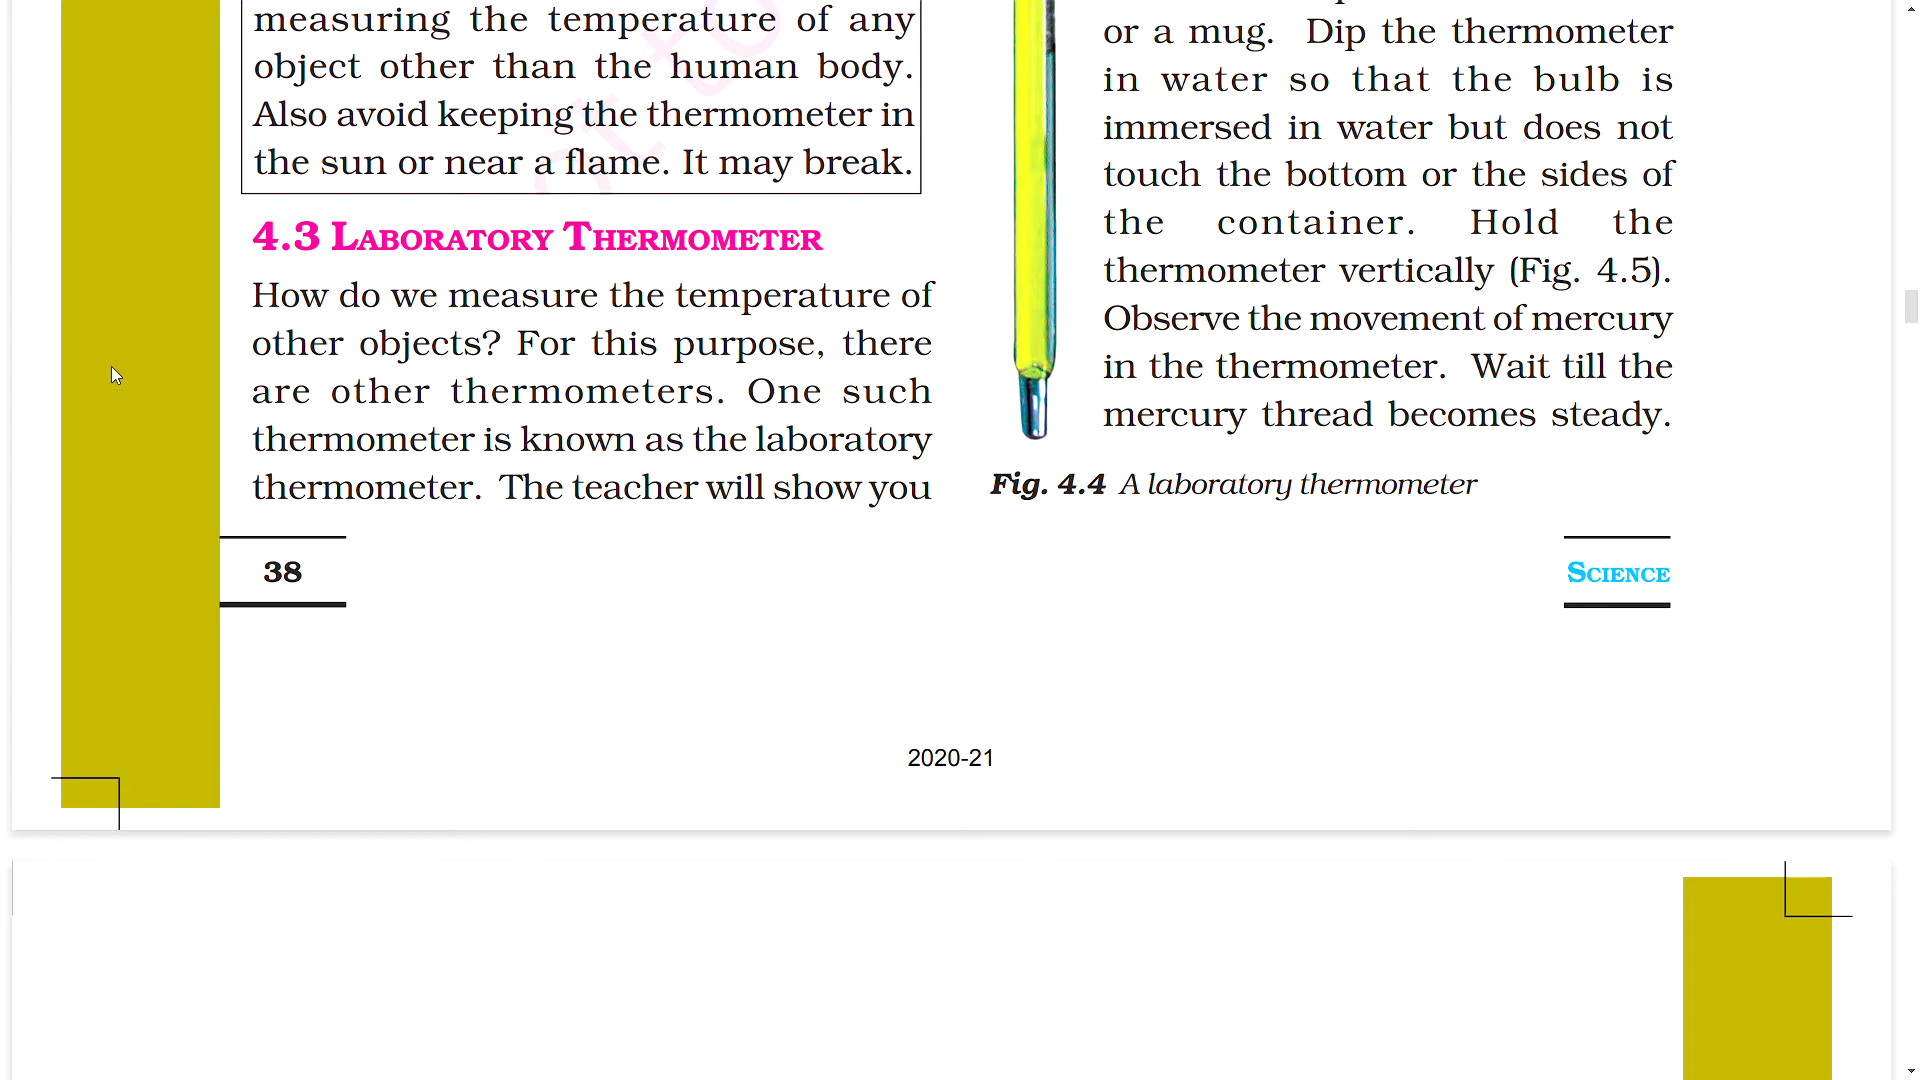 measuring the temperature of any
object other than the human body.
Also avoid keeping the thermometer in
the sun or near a flame. It may break.
4.3 LABORATORY THERMOMETER
How do we measure the temperature of
other objects? For this purpose, there
are other thermometers. One such
thermometer is known as the laboratory
thermometer. The teacher will show you
or a mug. Dip the thermometer
in water so that the bulb is
immersed in water but does not
touch the bottom or the sides of
the container. Hold the
thermometer vertically (Fig. 4.5).
Observe the movement of mercury
in the thermometer. Wait till the
mercury thread becomes steady.
Fig. 4.4 A laboratory thermometer
38
SCIENCE
2020-21